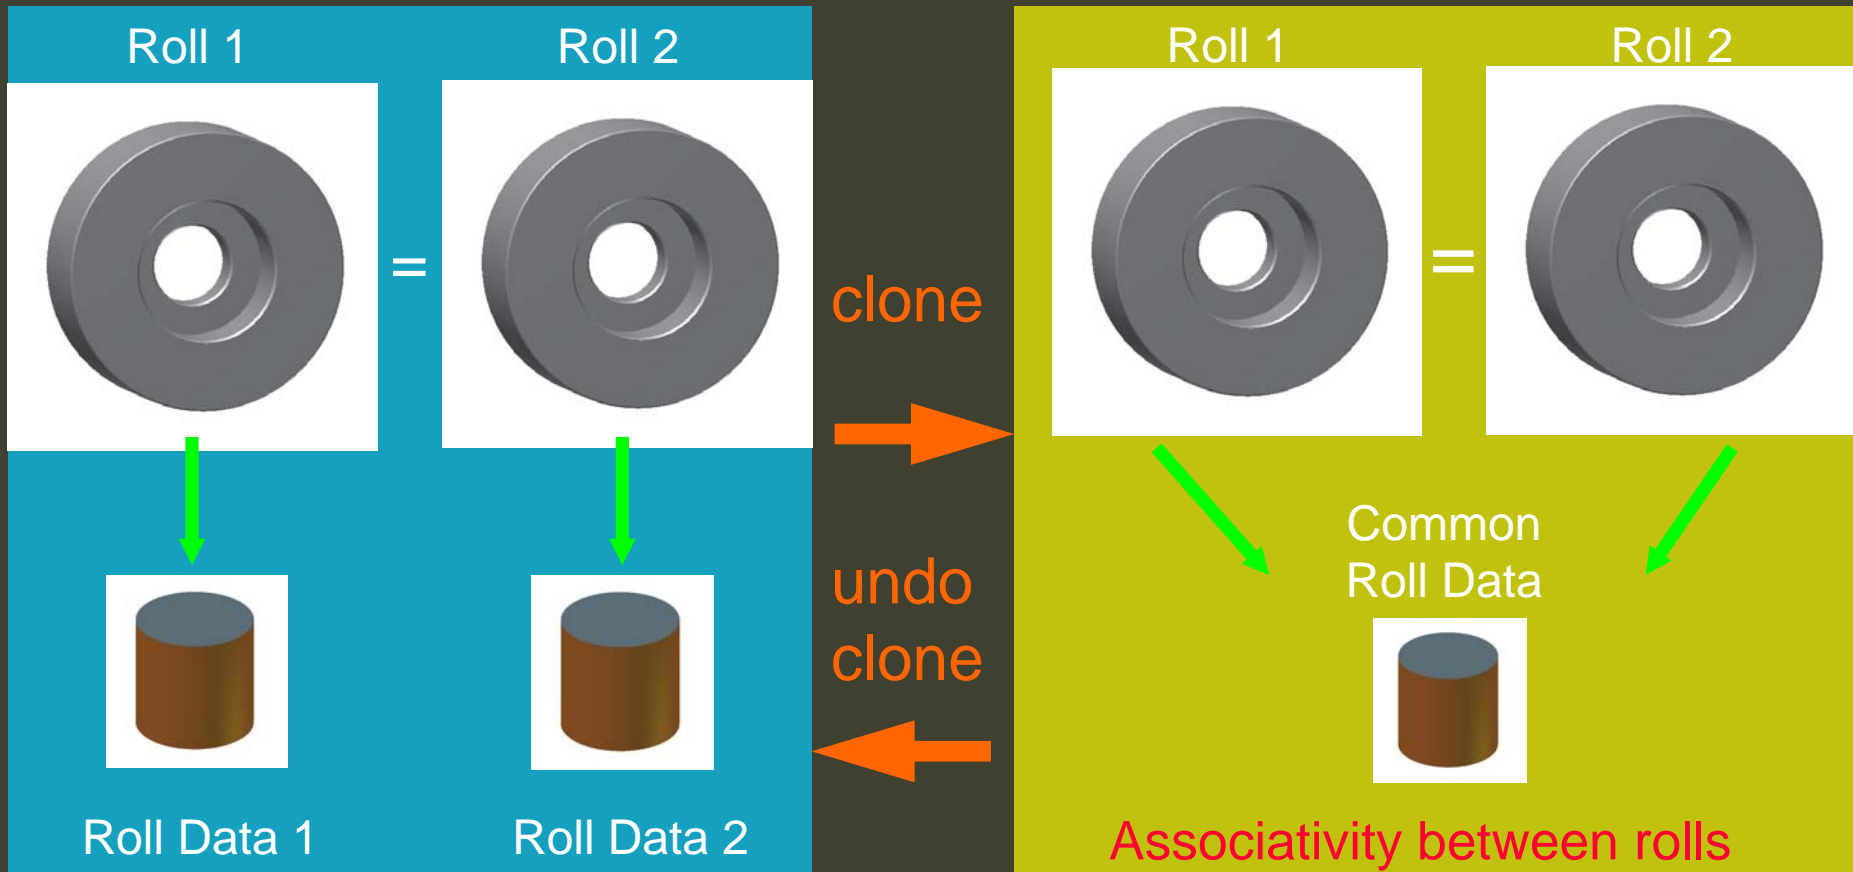 Roll 1
Roll 2
=
Roll Data 1
Roll Data 2
clone
undo
clone
Roll 1
Roll 2
=
Common
Roll Data
Associativity between rolls